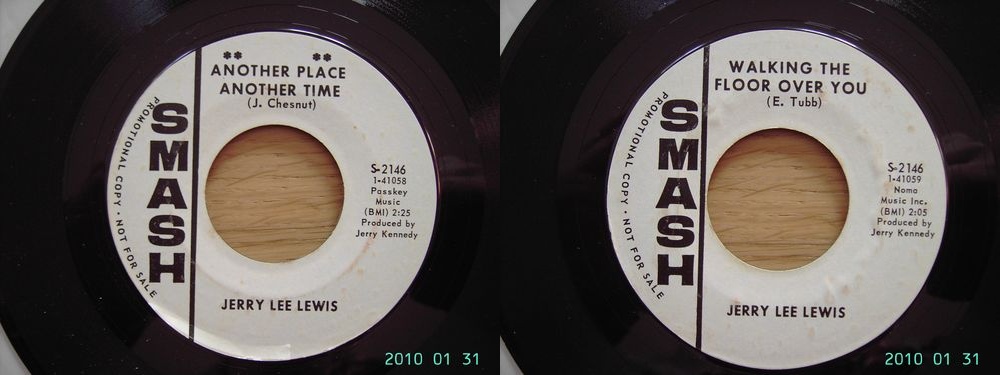 ** **
ANOTHER PLACE
ANOTHER TIME
(J. Chesnut)
PROMOTIONAL COPY • NOT FOR SALE
SMASH
S-2146
1-41058
Passkey
Music
(BMI) 2:25
Produced by
Jerry Kennedy
JERRY LEE LEWIS
2010 01 31
WALKING THE
FLOOR OVER YOU
(E. Tubb)
PROMOTIONAL COPY • NOT FOR SALE
SMASH
S-2146
1-41059
Noma
Music Inc.
(BMI) 2:05
Produced by
Jerry Kennedy
JERRY LEE LEWIS
2010 01 31